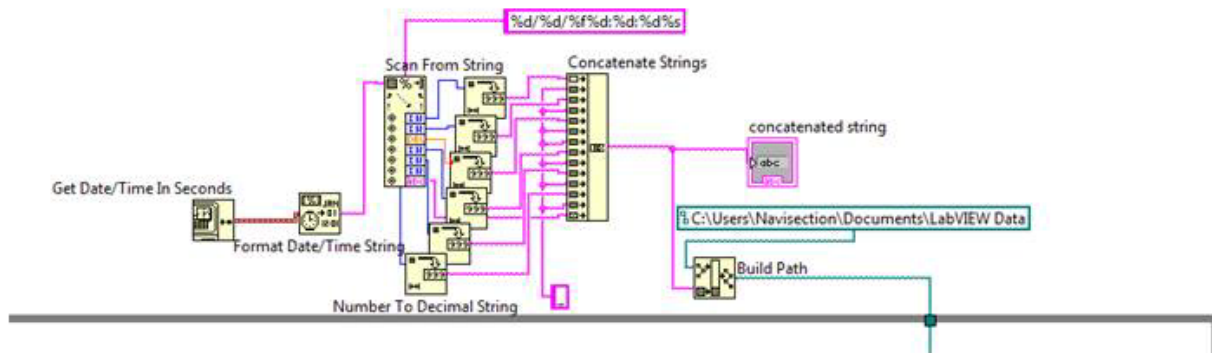 %d/%d/%f%d:%d:%d%s
Scan From String
Concatenate Strings
concatenated string
abc
Get Date/Time In Seconds
Format Date/Time String
C:\Users\Navisection\Documents\LabVIEW Data
Build Path
Number To Decimal String